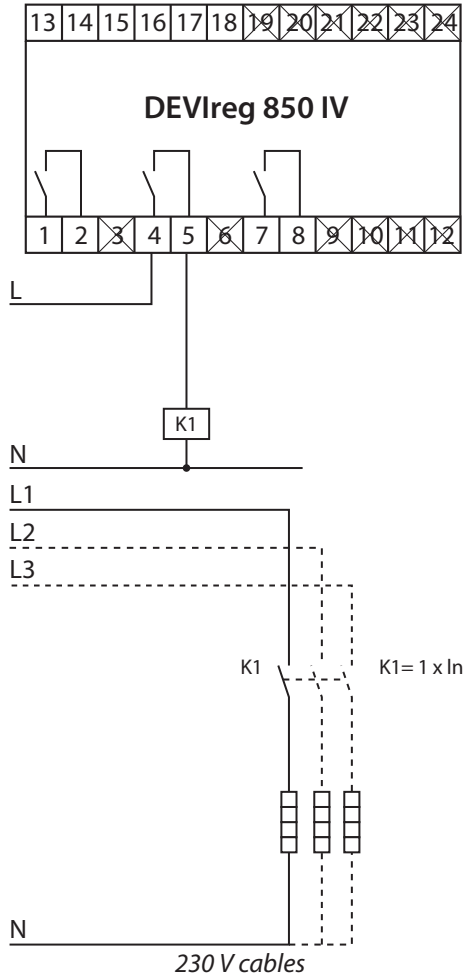 13 14 15 16 17 18 19 20 21 22 23 24
DEVIreg 850 IV
1 2 3 4 5 6 7 8 9 10 11 12
L
K1
N
L1
L2
L3
K1 K1= 1 x In
N
230 V cables